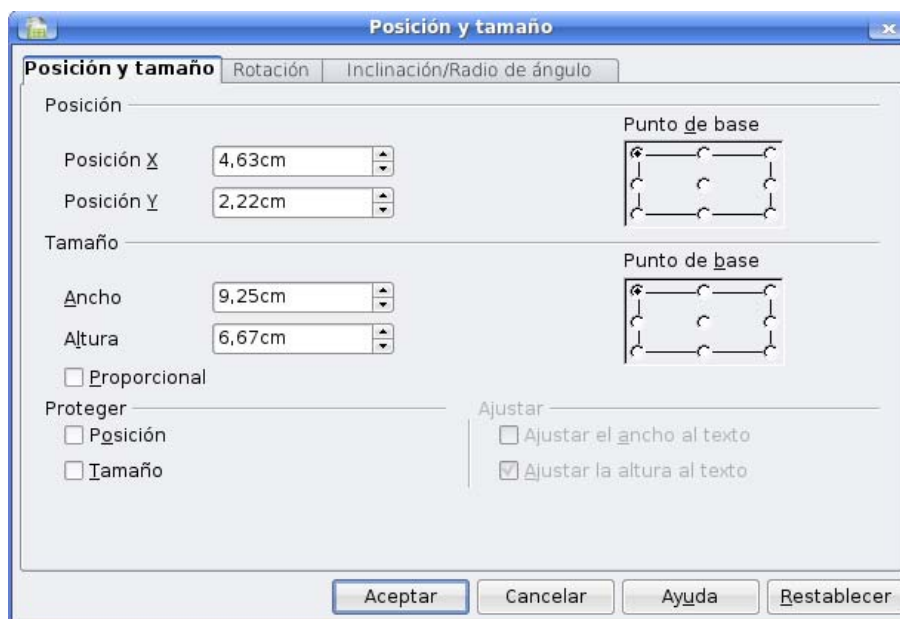 Posición y tamaño
Posición y tamaño Rotación Inclinación/Radio de ángulo
Posición
Punto de base
Posición X 4,63cm
Posición Y 2,22cm
Tamaño
Punto de base
Ancho 9,25cm
Altura 6,67cm
Proporcional
Proteger Ajustar
Posición Ajustar el ancho al texto
Tamaño Ajustar la altura al texto
Aceptar Cancelar Ayuda Restablecer